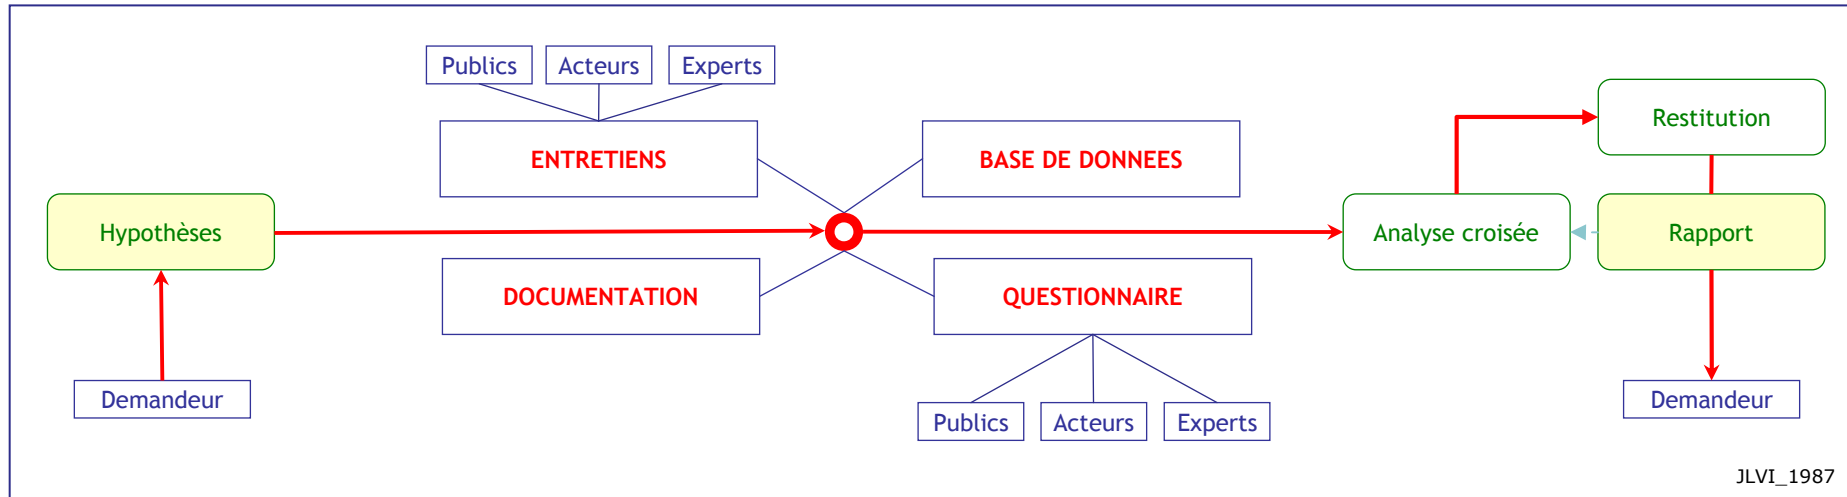 Publics
Acteurs
Experts
ENTRETIENS
BASE DE DONNEES
Restitution
Hypothèses
Analyse croisée
Rapport
DOCUMENTATION
QUESTIONNAIRE
Demandeur
Demandeur
Publics
Acteurs
Experts
JLVI_1987